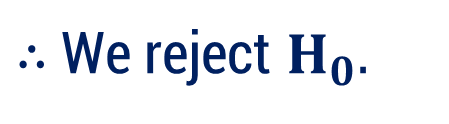 ∴ We reject H₀.